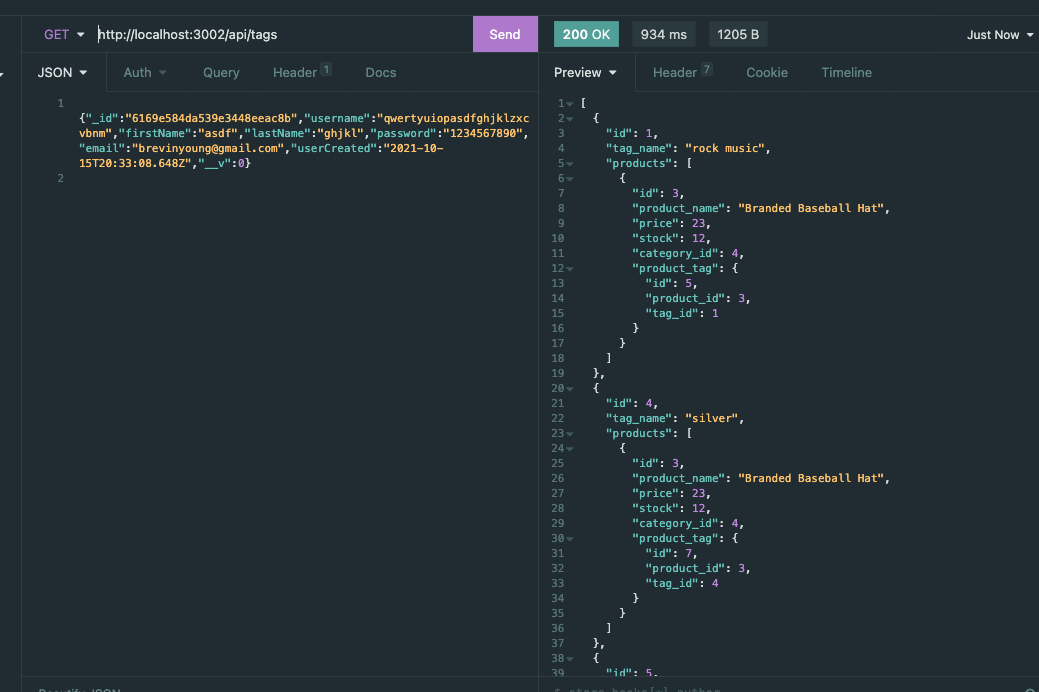 GET http://localhost:3002/api/tags Send 200 OK 934 ms 1205 B Just Now
JSON Auth Query Header 1 Docs
1
{"_id":"6169e584da539e3448eeac8b","username":"qwertyuiopasdfghjklzxc
vbnm","firstName":"asdf","lastName":"ghjkl","password":"1234567890",
"email":"brevinyoung@gmail.com","userCreated":"2021-10-
15T20:33:08.648Z","__v":0}
2
Preview Header 7 Cookie Timeline
1 [
2 {
3 "id": 1,
4 "tag_name": "rock music",
5 "products": [
6 {
7 "id": 3,
8 "product_name": "Branded Baseball Hat",
9 "price": 23,
10 "stock": 12,
11 "category_id": 4,
12 "product_tag": {
13 "id": 5,
14 "product_id": 3,
15 "tag_id": 1
16 }
17 }
18 ]
19 },
20 {
21 "id": 4,
22 "tag_name": "silver",
23 "products": [
24 {
25 "id": 3,
26 "product_name": "Branded Baseball Hat",
27 "price": 23,
28 "stock": 12,
29 "category_id": 4,
30 "product_tag": {
31 "id": 7,
32 "product_id": 3,
33 "tag_id": 4
34 }
35 }
36 ]
37 },
38 {
39 "id": 5,
Beautify JSON